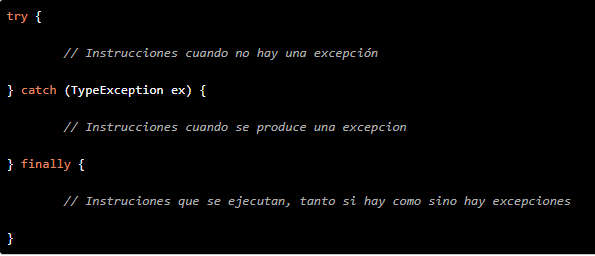 try {
// Instrucciones cuando no hay una excepción
} catch (TypeException ex) {
// Instrucciones cuando se produce una excepcion
} finally {
// Instruciones que se ejecutan, tanto si hay como sino hay excepciones
}